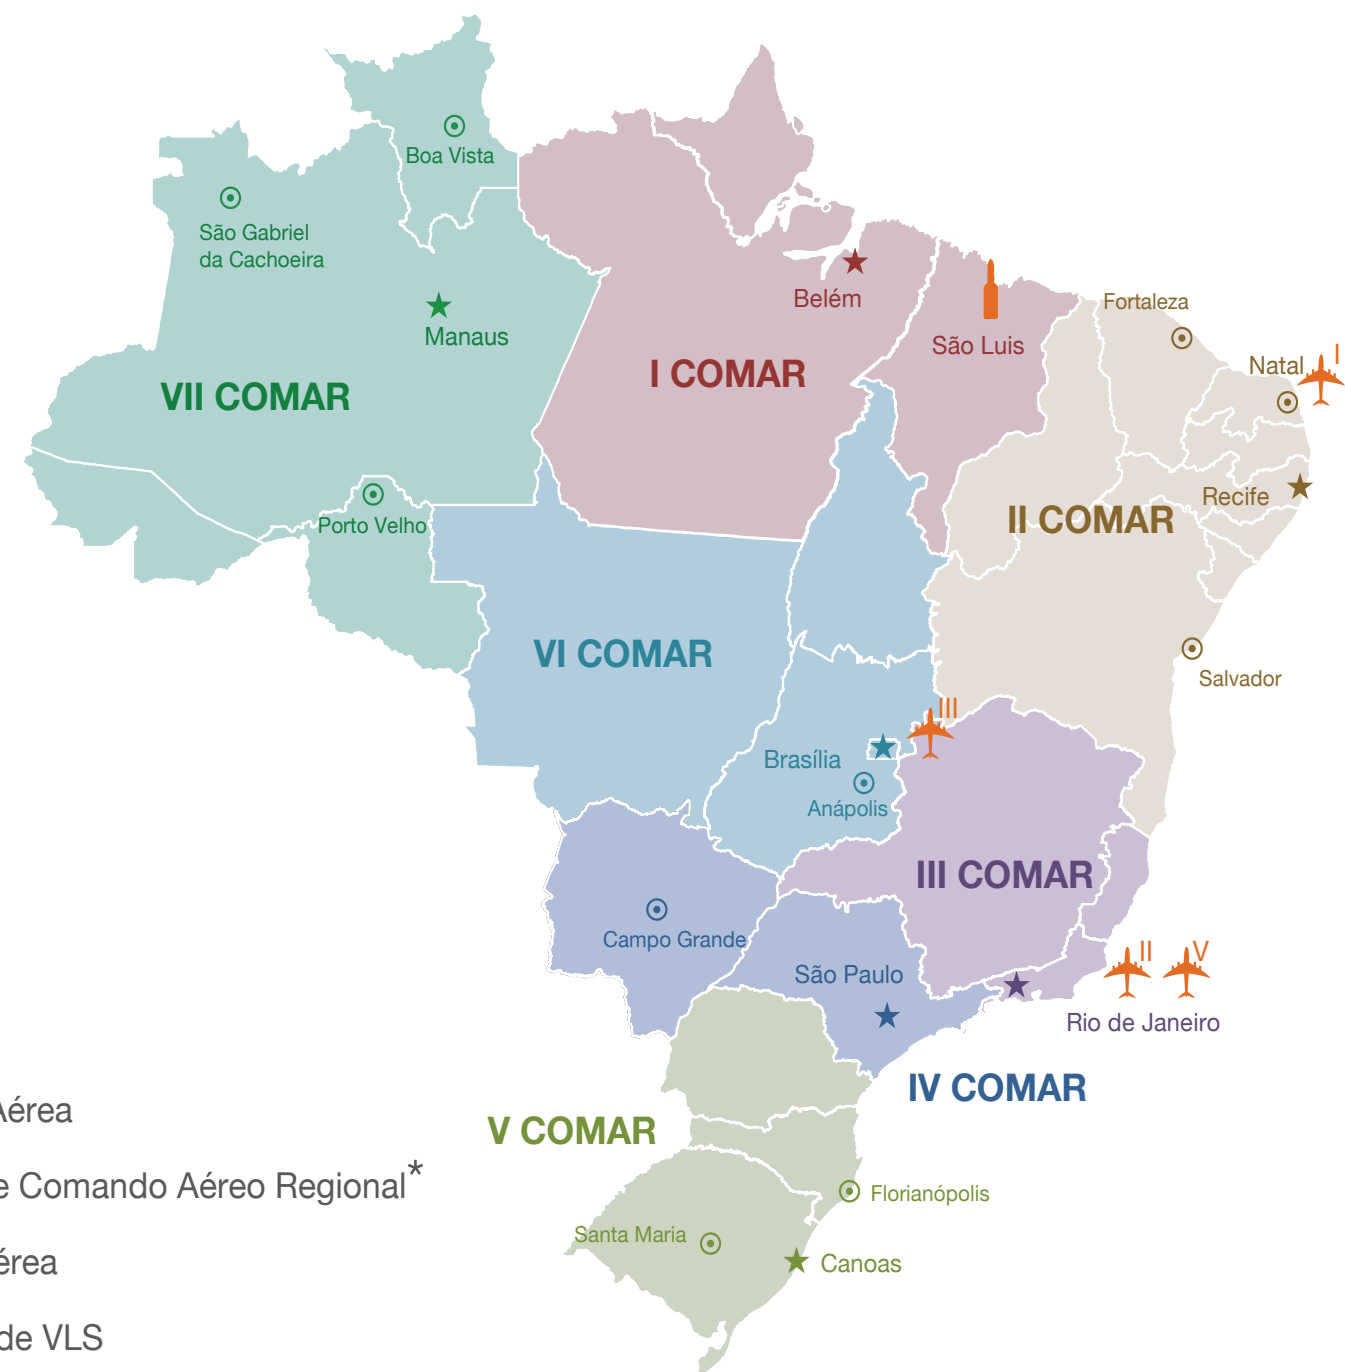 Boa Vista
São Gabriel
da Cachoeira
Manaus
VII COMAR
Porto Velho
Belém
I COMAR
São Luis
Fortaleza
Natal
I
Recife
II COMAR
Salvador
VI COMAR
III
Brasília
Anápolis
III COMAR
Campo Grande
São Paulo
II
V
Rio de Janeiro
IV COMAR
V COMAR
Florianópolis
Santa Maria
Canoas
Aérea
e Comando Aéreo Regional*
érea
de VLS